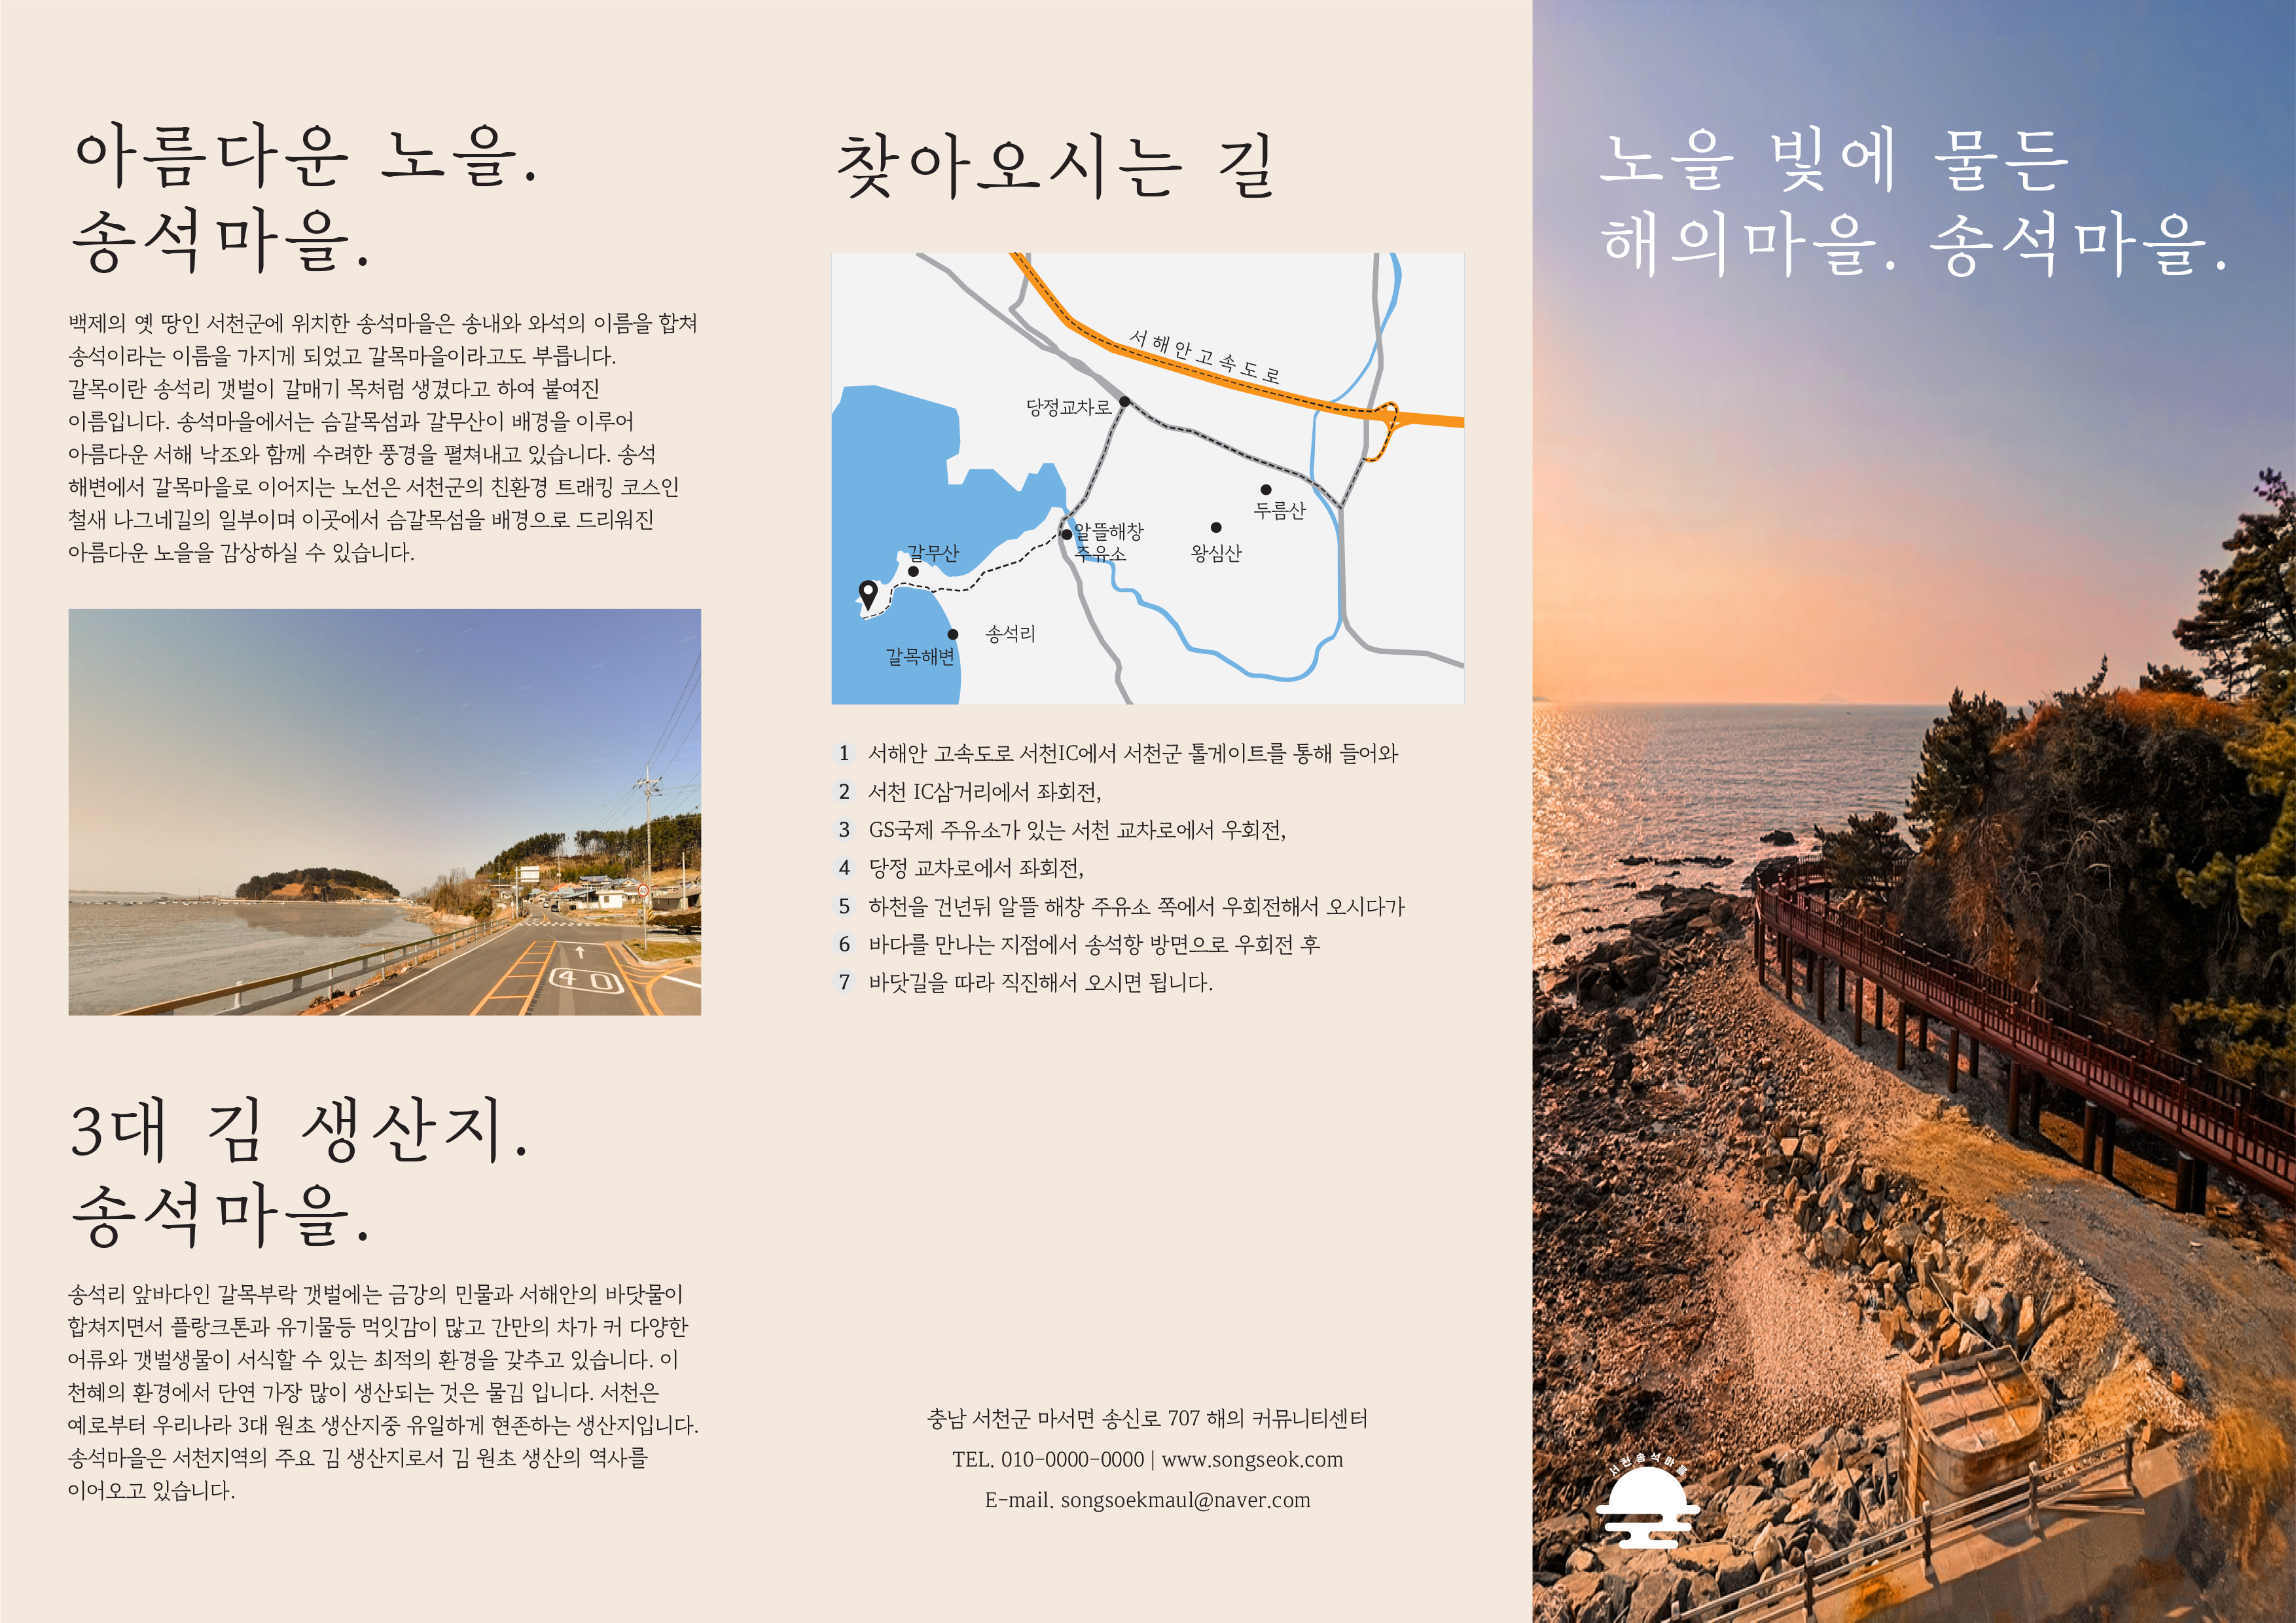 아름다운 노을.
송석마을.
백제의 옛 땅인 서천군에 위치한 송석마을은 송내와 와석의 이름을 합쳐
송석이라는 이름을 가지게 되었고 갈목마을이라고도 부릅니다.
갈목이란 송석리 갯벌이 갈매기 목처럼 생겼다고 하여 붙여진
이름입니다. 송석마을에서는 슴갈목섬과 갈무산이 배경을 이루어
아름다운 서해 낙조와 함께 수려한 풍경을 펼쳐내고 있습니다. 송석
해변에서 갈목마을로 이어지는 노선은 서천군의 친환경 트래킹 코스인
철새 나그네길의 일부이며 이곳에서 슴갈목섬을 배경으로 드리워진
아름다운 노을을 감상하실 수 있습니다.
40
3대 김 생산지.
송석마을.
송석리 앞바다인 갈목부락 갯벌에는 금강의 민물과 서해안의 바닷물이
합쳐지면서 플랑크톤과 유기물등 먹잇감이 많고 간만의 차가 커 다양한
어류와 갯벌생물이 서식할 수 있는 최적의 환경을 갖추고 있습니다. 이
천혜의 환경에서 단연 가장 많이 생산되는 것은 물김 입니다. 서천은
예로부터 우리나라 3대 원초 생산지중 유일하게 현존하는 생산지입니다.
송석마을은 서천지역의 주요 김 생산지로서 김 원초 생산의 역사를
이어오고 있습니다.
찾아오시는 길
서해안고속도로
당정교차로
두름산
알뜰해창
주유소
왕심산
갈무산
송석리
갈목해변
1 서해안 고속도로 서천IC에서 서천군 톨게이트를 통해 들어와
2 서천 IC삼거리에서 좌회전,
3 GS국제 주유소가 있는 서천 교차로에서 우회전,
4 당정 교차로에서 좌회전,
5 하천을 건넌뒤 알뜰 해창 주유소 쪽에서 우회전해서 오시다가
6 바다를 만나는 지점에서 송석항 방면으로 우회전 후
7 바닷길을 따라 직진해서 오시면 됩니다.
충남 서천군 마서면 송신로 707 해의 커뮤니티센터
TEL. 010-0000-0000 | www.songseok.com
E-mail. songsoekmaul@naver.com
노을 빛에 물든
해의마을. 송석마을.
서천송석마을